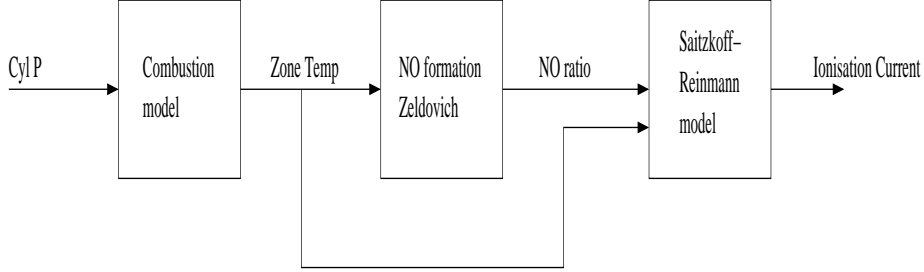 Cyl P
Combustion
model
Zone Temp
NO formation
Zeldovich
NO ratio
Saitzkoff–
Reinmann
model
Ionisation Current